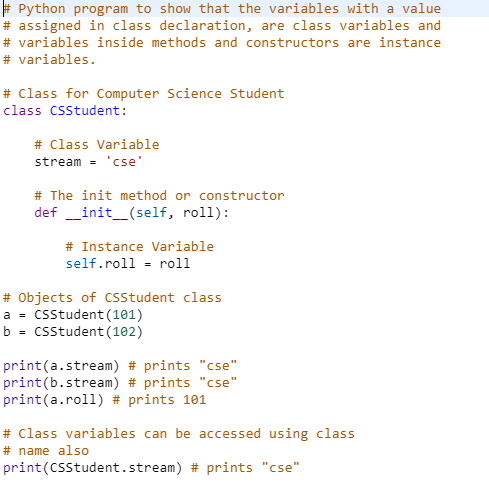 # Python program to show that the variables with a value
# assigned in class declaration, are class variables and
# variables inside methods and constructors are instance
# variables.
# Class for Computer Science Student
class CSStudent:
# Class Variable
stream = 'cse'
# The init method or constructor
def __init__(self, roll):
# Instance Variable
self.roll = roll
# Objects of CSStudent class
a = CSStudent(101)
b = CSStudent(102)
print(a.stream) # prints "cse"
print(b.stream) # prints "cse"
print(a.roll) # prints 101
# Class variables can be accessed using class
# name also
print(CSStudent.stream) # prints "cse"